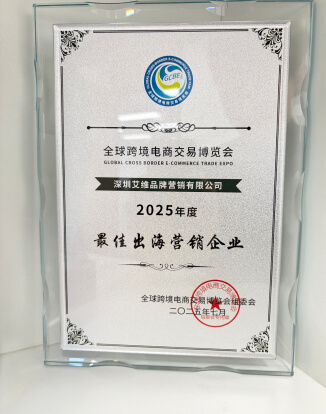 GCBE
全球跨境电商交易博览会
GLOBAL CROSS BORDER E-COMMERCE TRADE EXPO
深圳艾维品牌营销有限公司
2025年度
最佳出海营销企业
全球跨境电商交易博览会组委会
二〇二五年七月